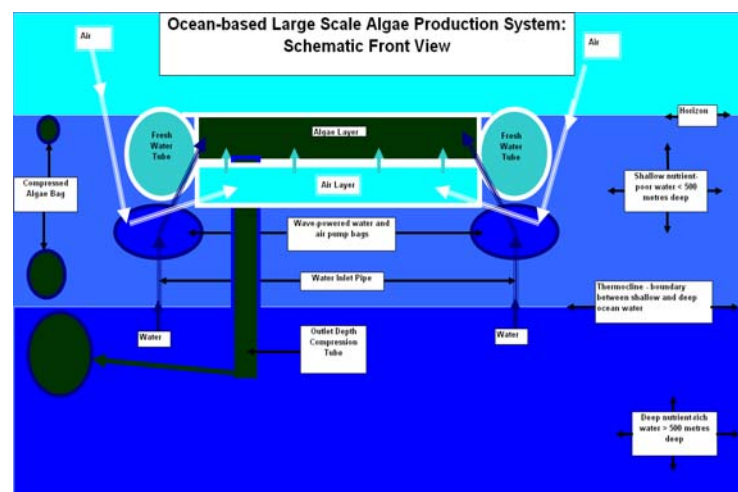 Ocean-based Large Scale Algae Production System:
Schematic Front View
Air
Air
Horizon
Fresh
Water
Tube
Algae Layer
Fresh
Water
Tube
Compressed
Algae Bag
Air Layer
Shallow nutrient-
poor water < 500
metres deep
Wave-powered water and
air pump bags
Water Inlet Pipe
Thermocline - boundary
between shallow and deep
ocean water
Water
Outlet Depth
Compression
Tube
Water
Deep nutrient-rich
water > 500 metres
deep